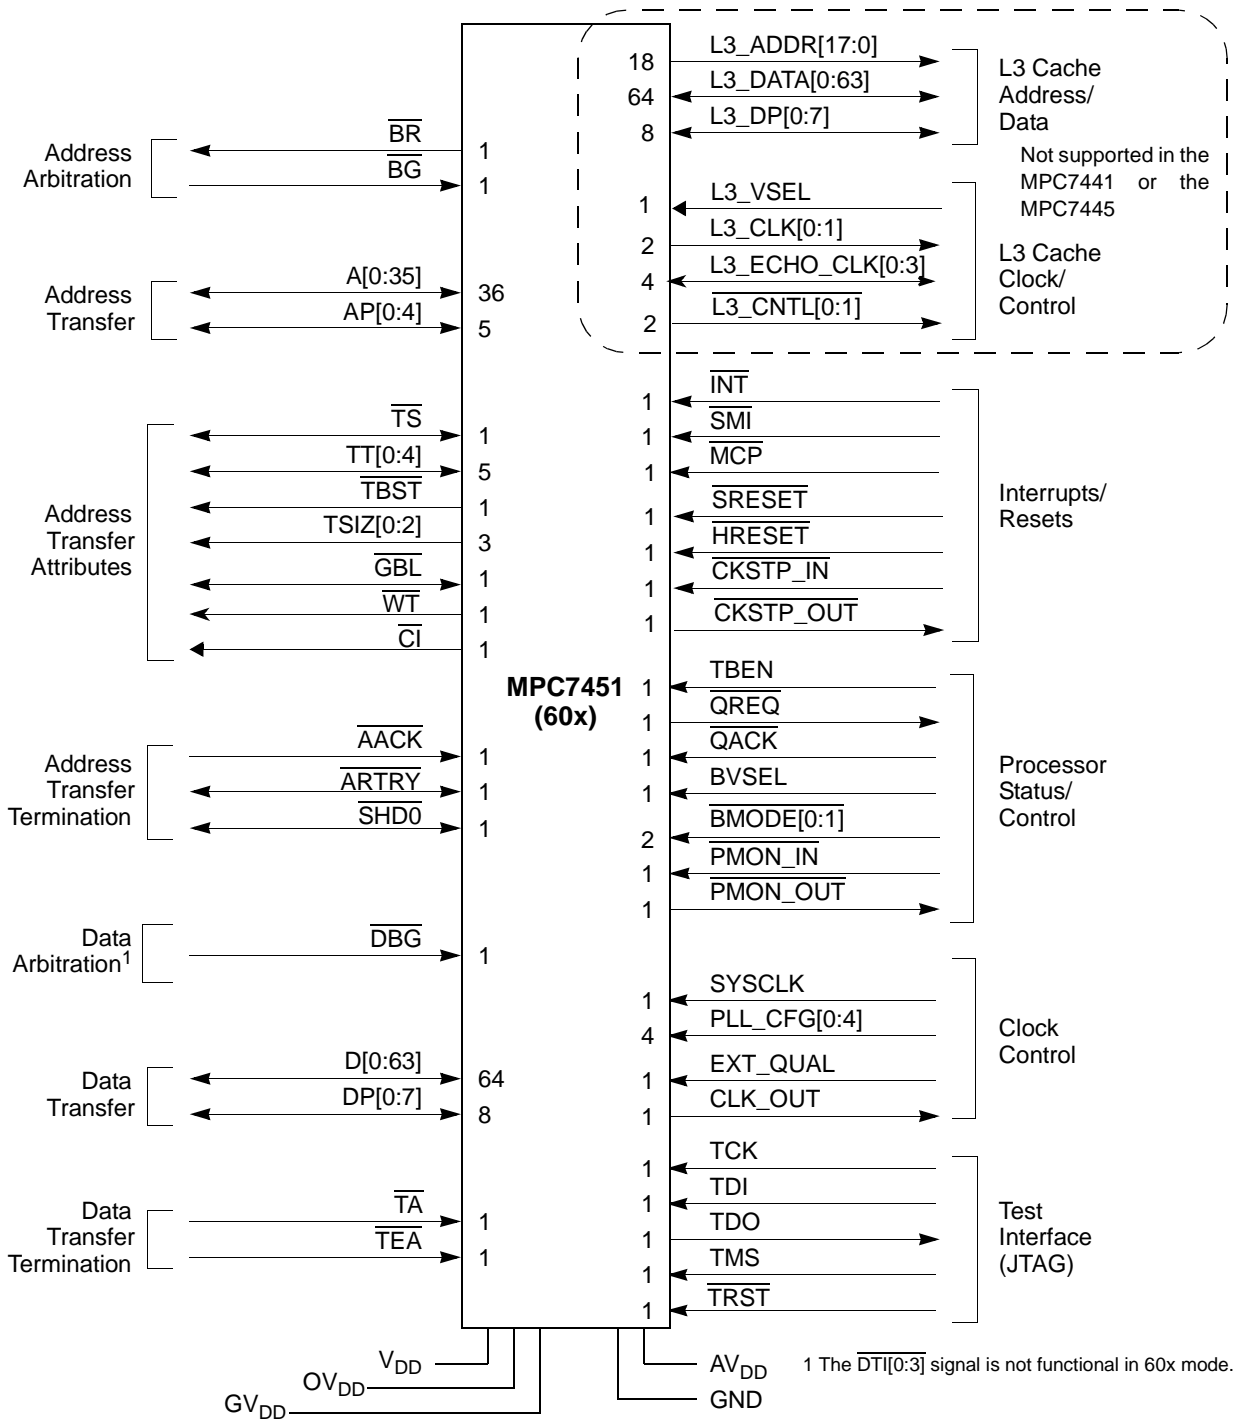 Address
Arbitration
BR
1
BG
1
Address
Transfer
A[0:35]
36
AP[0:4]
5
Address
Transfer
Attributes
TS
1
TT[0:4]
5
TBST
1
TSIZ[0:2]
3
GBL
1
WT
1
CI
1
Address
Transfer
Termination
AACK
1
ARTRY
1
SHD0
1
Data
Arbitration1
DBG
1
Data
Transfer
D[0:63]
64
DP[0:7]
8
Data
Transfer
Termination
TA
1
TEA
1
MPC7451
(60x)
18
L3_ADDR[17:0]
64
L3_DATA[0:63]
8
L3_DP[0:7]
L3 Cache
Address/
Data
Not supported in the
MPC7441 or the
MPC7445
1
L3_VSEL
2
L3_CLK[0:1]
4
L3_ECHO_CLK[0:3]
2
L3_CNTL[0:1]
L3 Cache
Clock/
Control
1
INT
1
SMI
1
MCP
1
SRESET
1
HRESET
1
CKSTP_IN
1
CKSTP_OUT
Interrupts/
Resets
1
TBEN
1
QREQ
1
QACK
1
BVSEL
2
BMODE[0:1]
1
PMON_IN
1
PMON_OUT
Processor
Status/
Control
1
SYSCLK
4
PLL_CFG[0:4]
1
EXT_QUAL
1
CLK_OUT
Clock
Control
1
TCK
1
TDI
1
TDO
1
TMS
1
TRST
Test
Interface
(JTAG)
VDD
OVDD
GVDD
AVDD
GND
1 The DTI[0:3] signal is not functional in 60x mode.